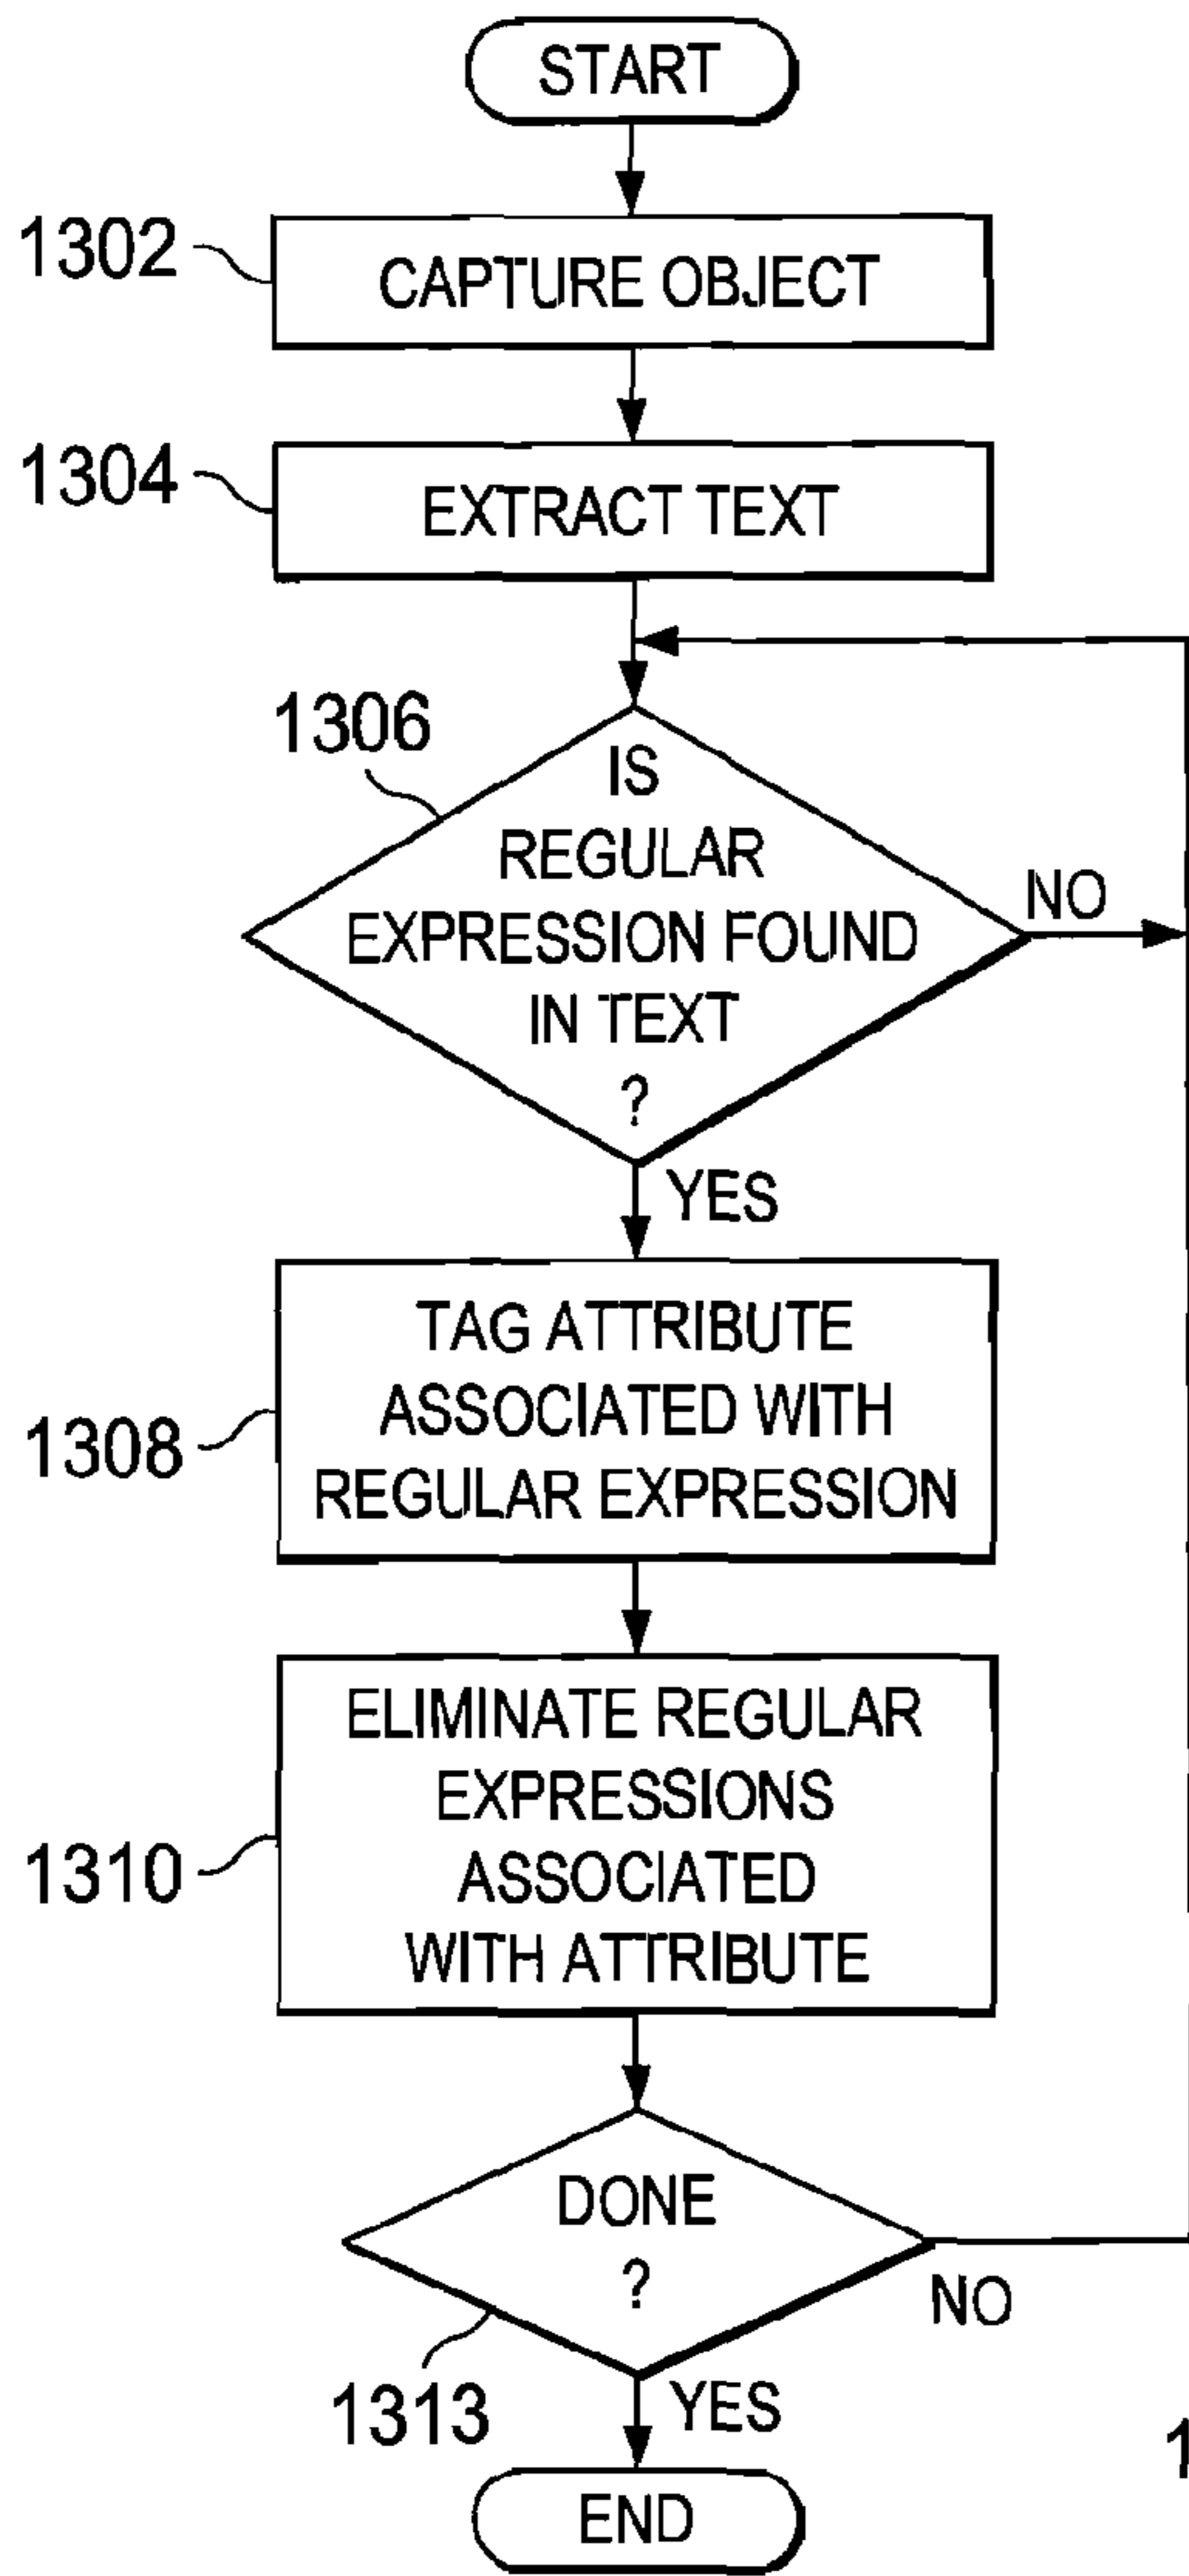 START
1302
CAPTURE OBJECT
1304
EXTRACT TEXT
1306
IS
REGULAR
EXPRESSION FOUND
IN TEXT
?
NO
YES
1308
TAG ATTRIBUTE
ASSOCIATED WITH
REGULAR EXPRESSION
1310
ELIMINATE REGULAR
EXPRESSIONS
ASSOCIATED
WITH ATTRIBUTE
DONE
?
NO
1313
YES
END